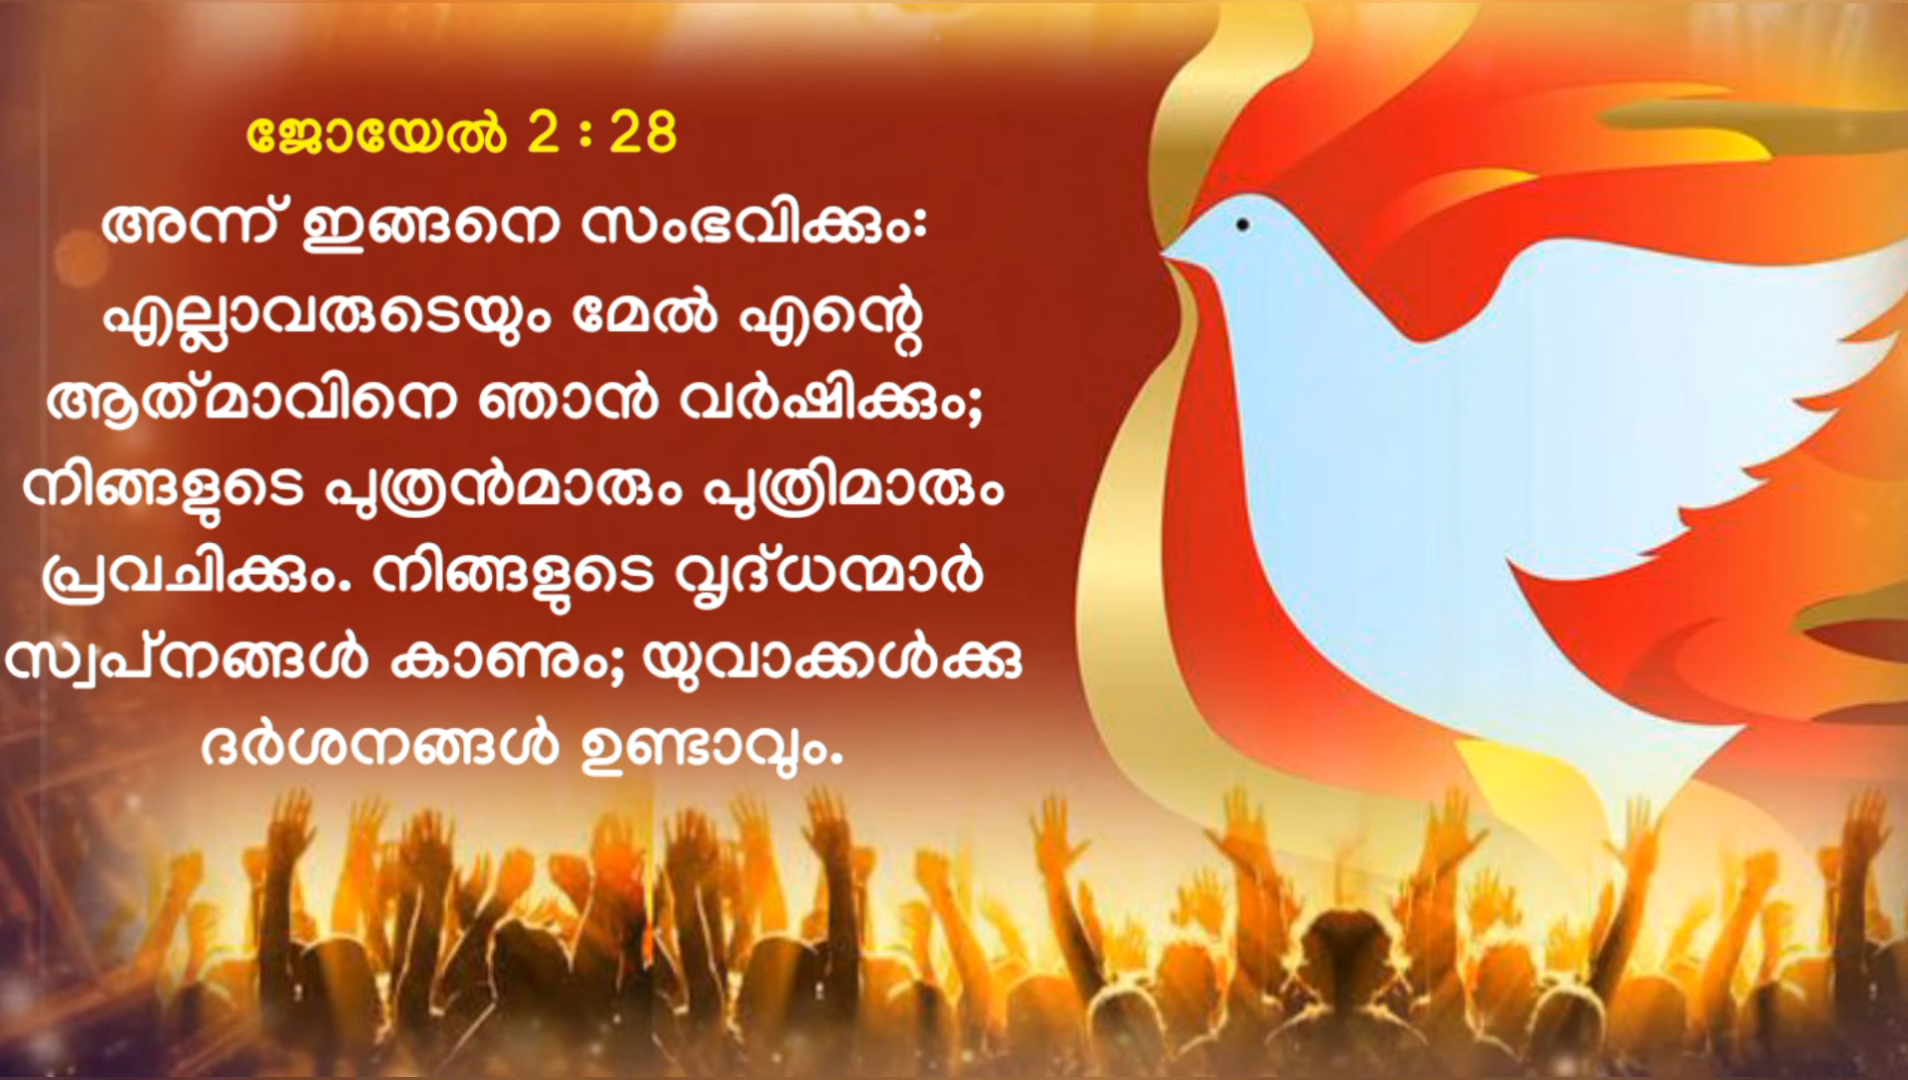 ജോയേൽ 2 : 28
അന്ന് ഇങ്ങനെ സംഭവിക്കും:
എല്ലാവരുടെയും മേൽ എന്റെ
ആത്‌മാവിനെ ഞാൻ വർഷിക്കും;
നിങ്ങളുടെ പുത്രൻമാരും പുത്രിമാരും
പ്രവചിക്കും. നിങ്ങളുടെ വൃദ്‌ധന്മാർ
സ്വപ്‌നങ്ങൾ കാണും; യുവാക്കൾക്കു
ദർശനങ്ങൾ ഉണ്ടാവും.